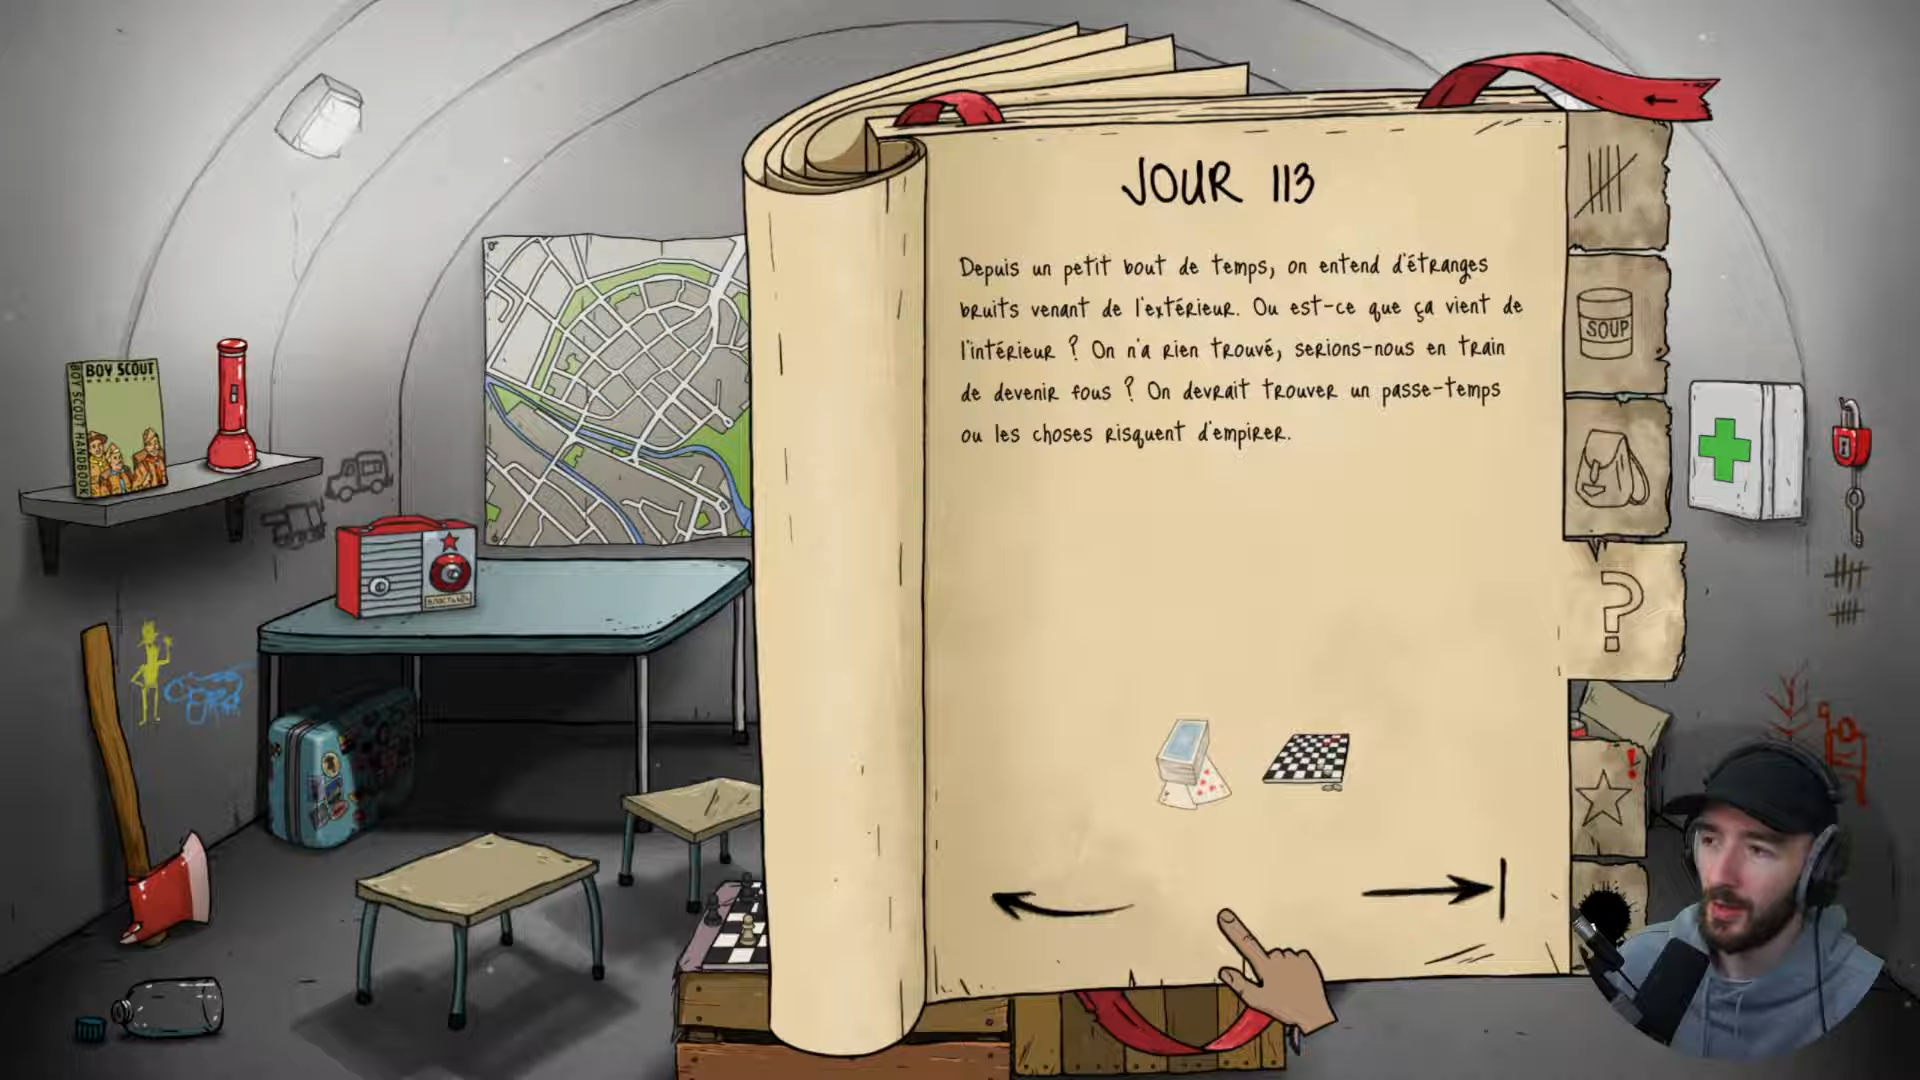 JOUR 113
Depuis un petit bout de temps, on entend d'étranges
bruits venant de l'extérieur. Ou est-ce que ça vient de
l'intérieur ? On n'a rien trouvé, serions-nous en train
de devenir fous ? On devrait trouver un passe-temps
ou les choses risquent d'empirer.
SOUP
BOY SCOUT
BOY SCOUT HANDBOOK